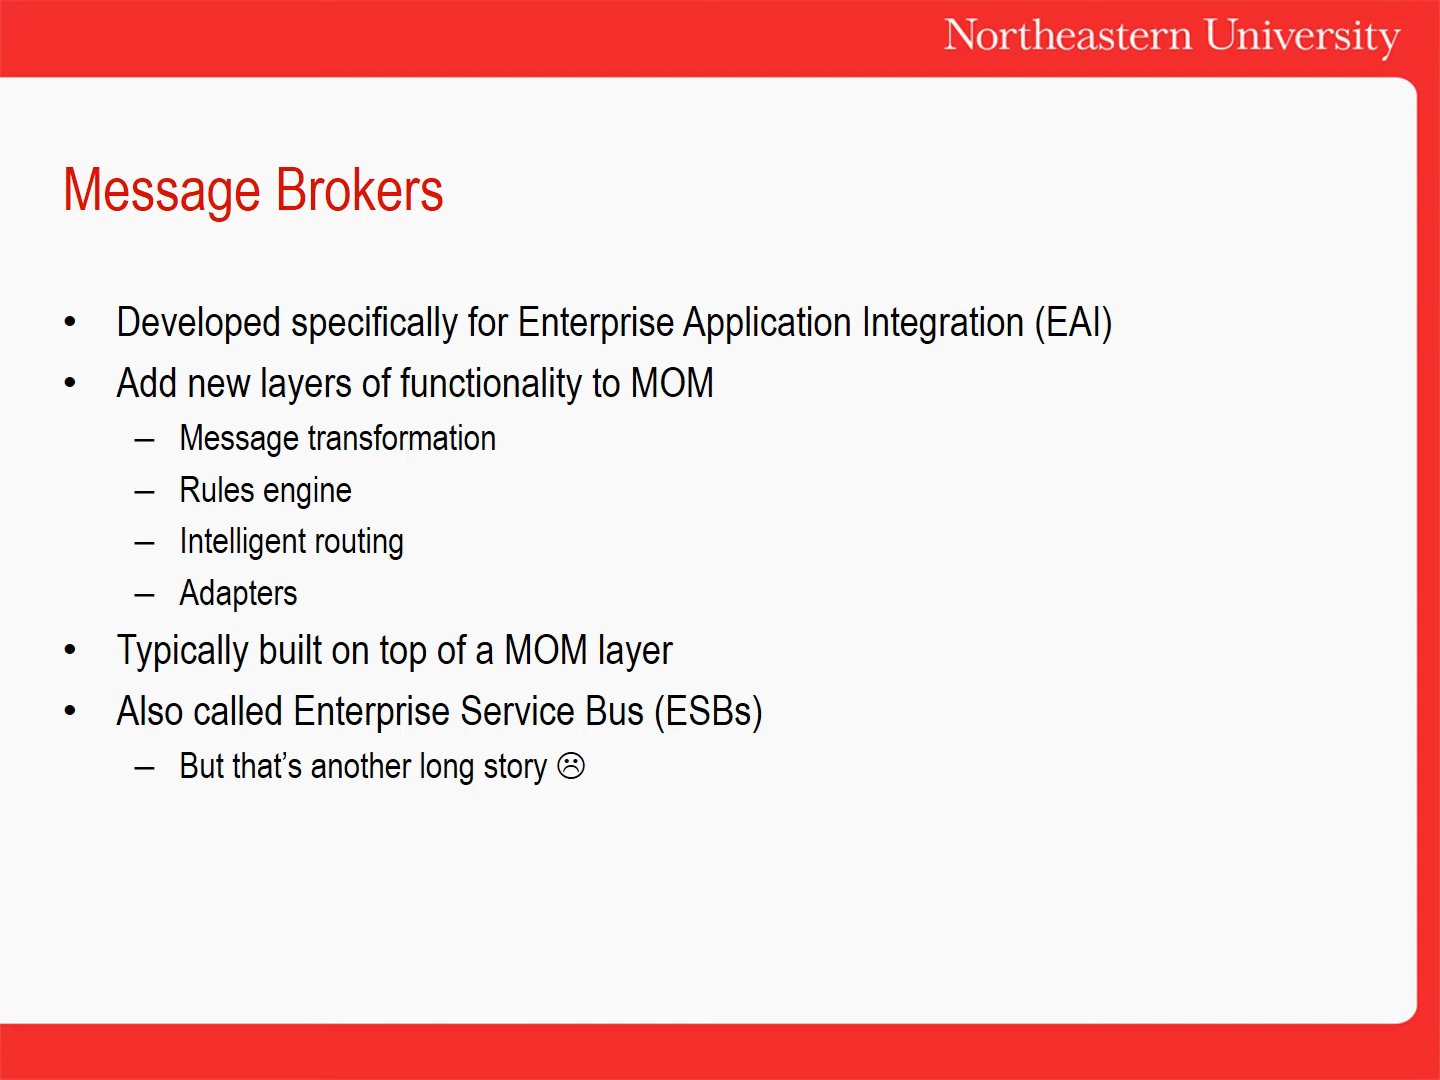 Northeastern University
Message Brokers
• Developed specifically for Enterprise Application Integration (EAI)
• Add new layers of functionality to MOM
– Message transformation
– Rules engine
– Intelligent routing
– Adapters
• Typically built on top of a MOM layer
• Also called Enterprise Service Bus (ESBs)
– But that’s another long story ☹